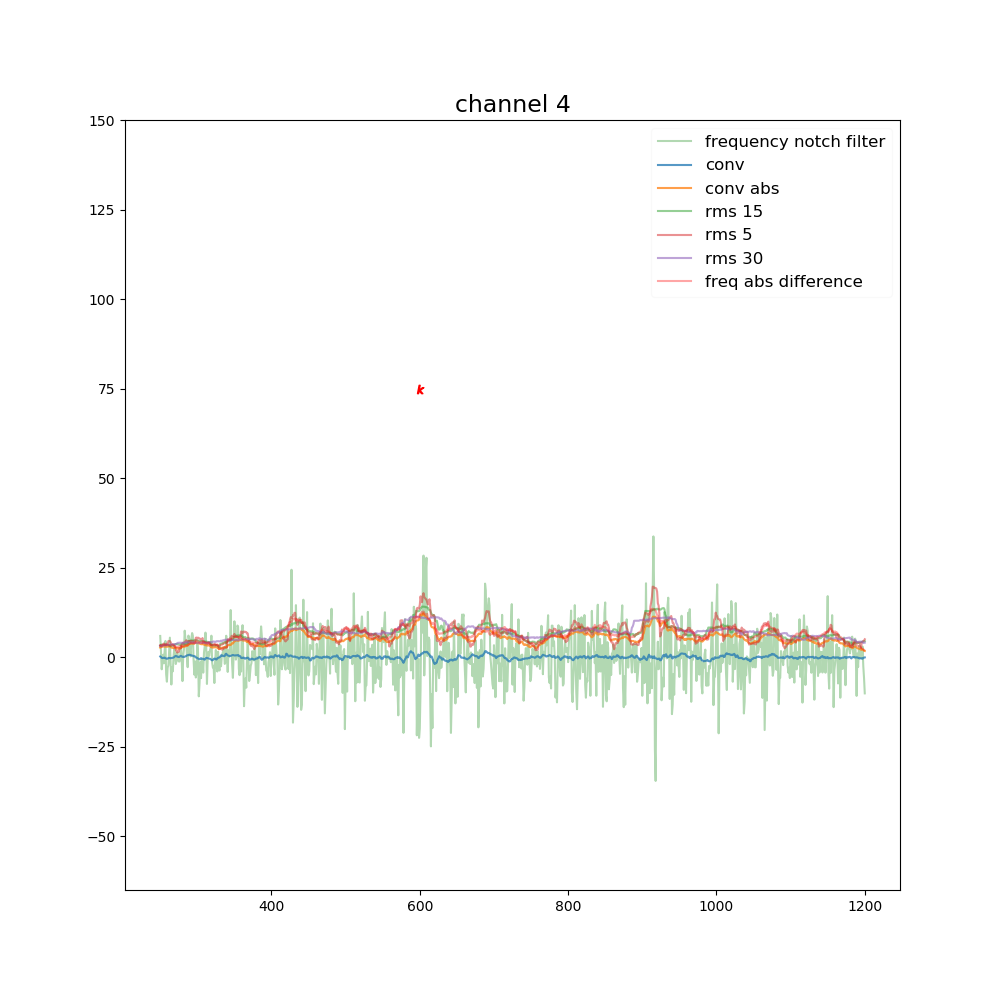 channel 4
150
125
100
75
50
25
0
−25
−50
400 600 800 1000 1200
frequency notch filter
conv
conv abs
rms 15
rms 5
rms 30
freq abs difference
k